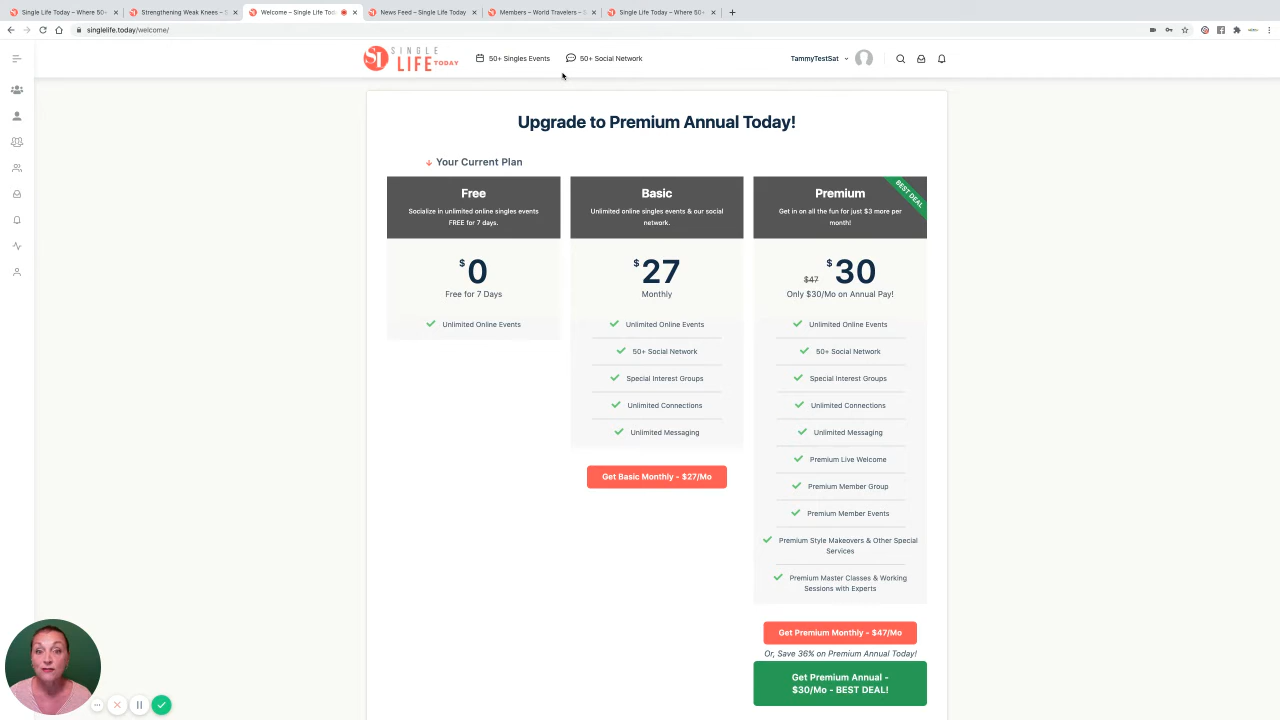 Single Life Today – Where 50+
Strengthening Weak Knees – S
Welcome – Single Life Tod
News Feed – Single Life Today
Members – World Travelers – S
Single Life Today – Where 50+
singlelife.today/welcome/
SL SINGLE LIFE TODAY
50+ Singles Events
50+ Social Network
TammyTestSat
Upgrade to Premium Annual Today!
Your Current Plan
Free
Socialize in unlimited online singles events
FREE for 7 days.
$0
Free for 7 Days
Unlimited Online Events
Basic
Unlimited online singles events & our social
network.
$27
Monthly
Unlimited Online Events
50+ Social Network
Special Interest Groups
Unlimited Connections
Unlimited Messaging
Get Basic Monthly - $27/Mo
Premium
BEST DEAL
Get in on all the fun for just $3 more per
month!
$47 $30
Only $30/Mo on Annual Pay!
Unlimited Online Events
50+ Social Network
Special Interest Groups
Unlimited Connections
Unlimited Messaging
Premium Live Welcome
Premium Member Group
Premium Member Events
Premium Style Makeovers & Other Special
Services
Premium Master Classes & Working
Sessions with Experts
Get Premium Monthly - $47/Mo
Or, Save 36% on Premium Annual Today!
Get Premium Annual -
$30/Mo - BEST DEAL!